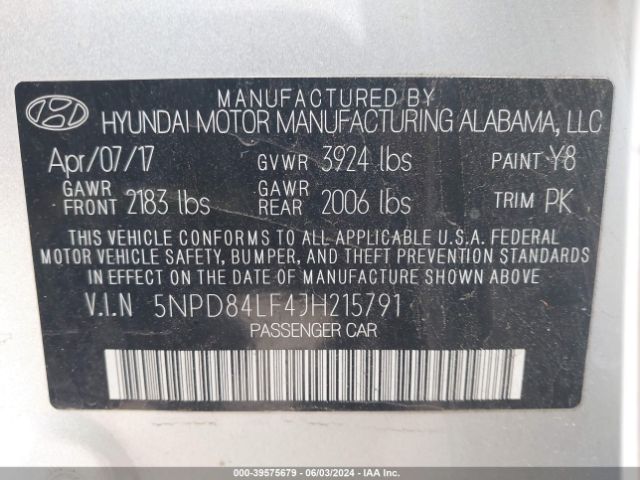 MANUFACTURED BY
HYUNDAI MOTOR MANUFACTURING ALABAMA, LLC
Apr/07/17 GVWR 3924 lbs PAINT Y8
GAWR FRONT 2183 lbs GAWR REAR 2006 lbs TRIM PK
THIS VEHICLE CONFORMS TO ALL APPLICABLE U.S.A. FEDERAL
MOTOR VEHICLE SAFETY, BUMPER, AND THEFT PREVENTION STANDARDS
IN EFFECT ON THE DATE OF MANUFACTURE SHOWN ABOVE.
V.I.N 5NPD84LF4JH215791
PASSENGER CAR
000-39575679 - 06/03/2024 - IAA Inc.